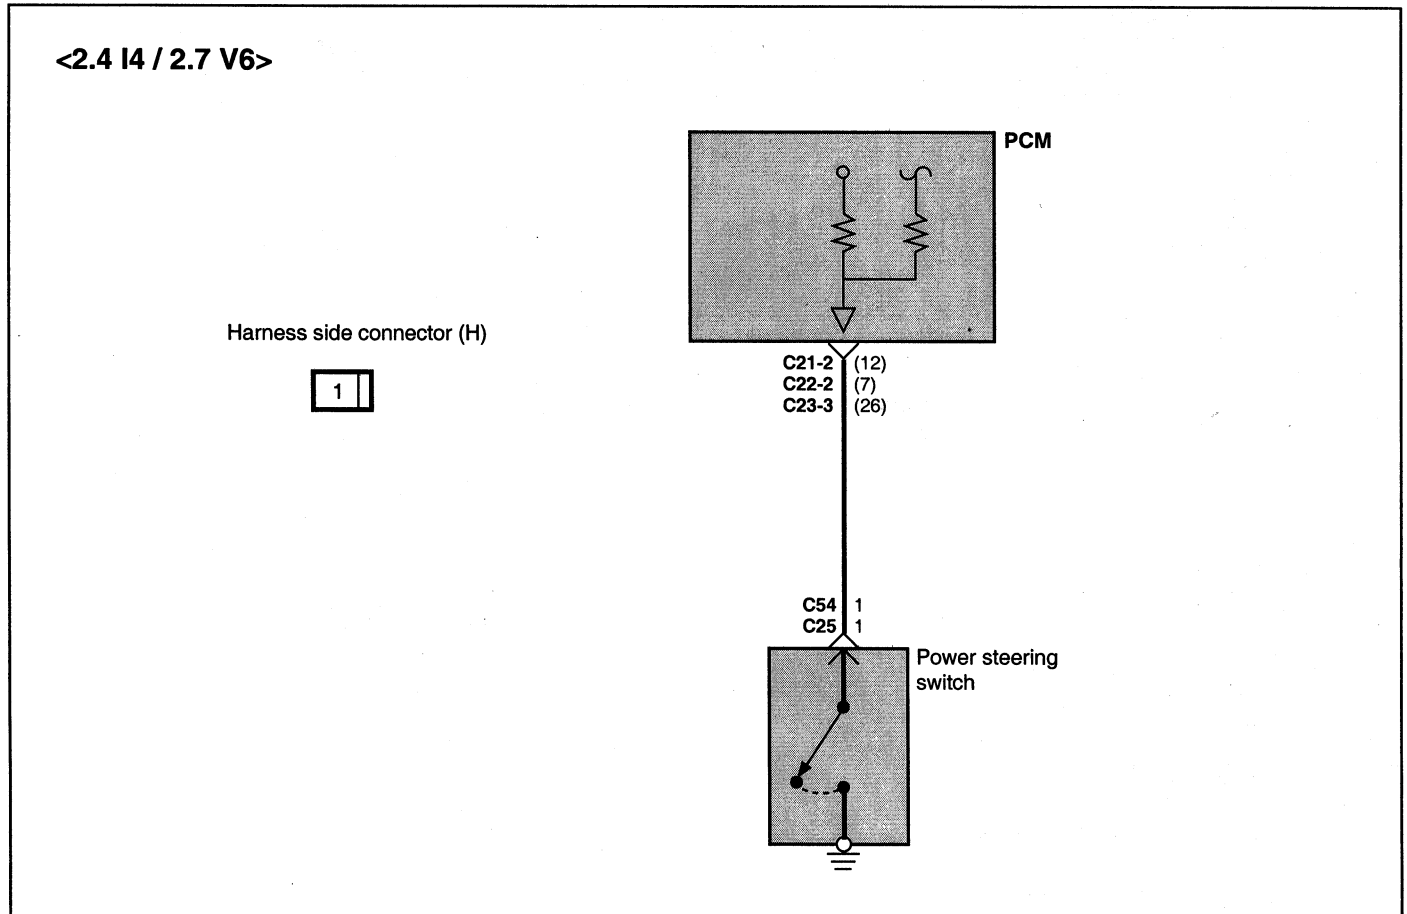 <2.4 I4 / 2.7 V6>
PCM
Harness side connector (H)
1
C21-2 (12)
C22-2 (7)
C23-3 (26)
C54 1
C25 1
Power steering
switch